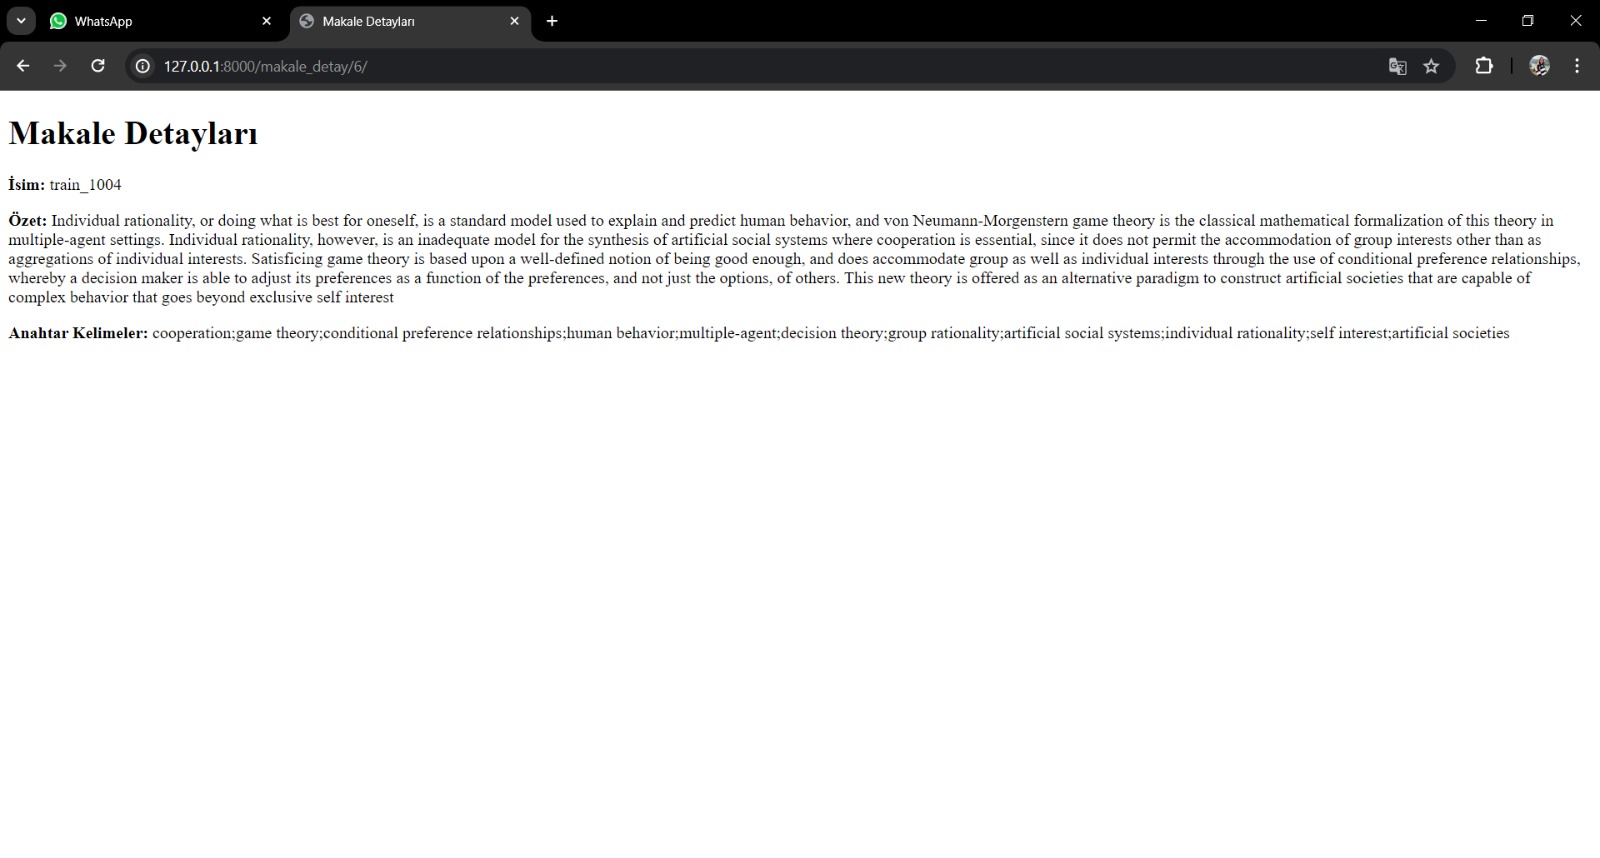 WhatsApp
Makale Detayları
127.0.0.1:8000/makale_detay/6/
Makale Detayları
İsim: train_1004
Özet: Individual rationality, or doing what is best for oneself, is a standard model used to explain and predict human behavior, and von Neumann-Morgenstern game theory is the classical mathematical formalization of this theory in
multiple-agent settings. Individual rationality, however, is an inadequate model for the synthesis of artificial social systems where cooperation is essential, since it does not permit the accommodation of group interests other than as
aggregations of individual interests. Satisficing game theory is based upon a well-defined notion of being good enough, and does accommodate group as well as individual interests through the use of conditional preference relationships,
whereby a decision maker is able to adjust its preferences as a function of the preferences, and not just the options, of others. This new theory is offered as an alternative paradigm to construct artificial societies that are capable of
complex behavior that goes beyond exclusive self interest
Anahtar Kelimeler: cooperation;game theory;conditional preference relationships;human behavior;multiple-agent;decision theory;group rationality;artificial social systems;individual rationality;self interest;artificial societies